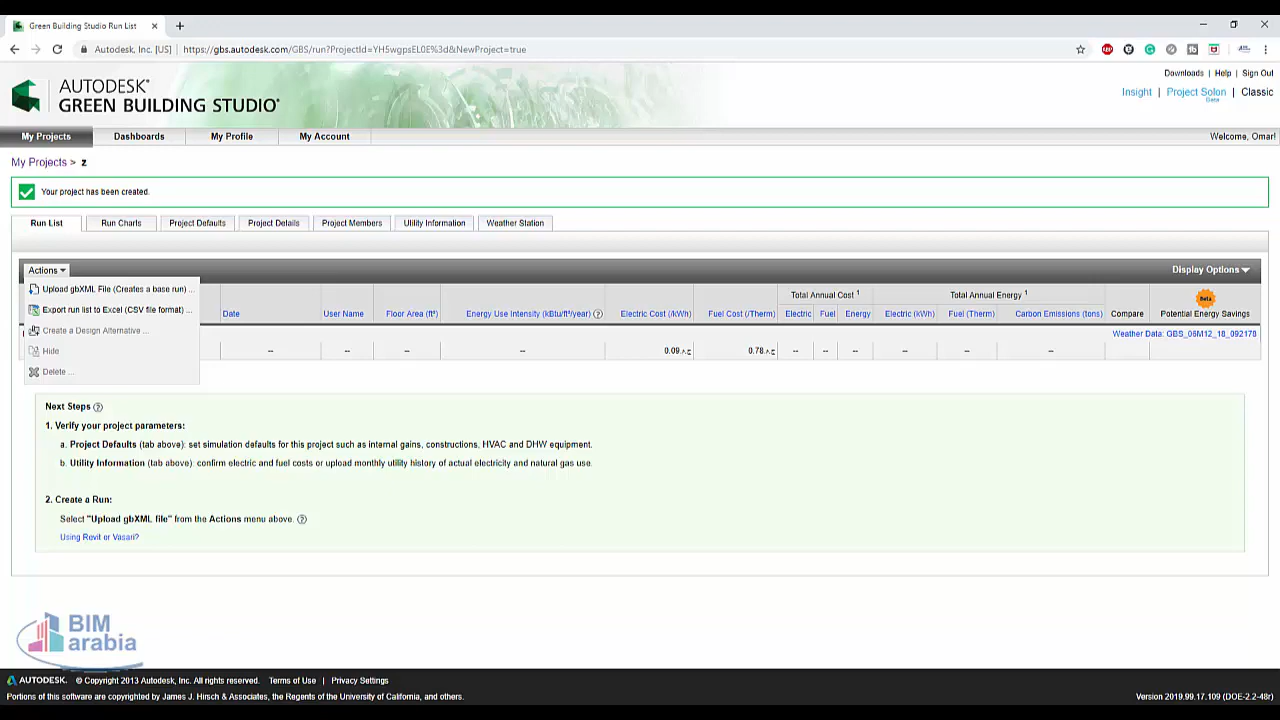 Green Building Studio Run List
Autodesk, Inc. [US] | https://gbs.autodesk.com/GBS/run?ProjectId=YH5wgpsEL0E%3d&NewProject=true
Downloads | Help | Sign Out
AUTODESK®
GREEN BUILDING STUDIO®
Insight | Project Solon | Classic
Beta
My Projects Dashboards My Profile My Account Welcome, Omar!
My Projects > z
Your project has been created.
Run List Run Charts Project Defaults Project Details Project Members Utility Information Weather Station
Actions Display Options
Upload gbXML File (Creates a base run) ...
Export run list to Excel (CSV file format) ...
Create a Design Alternative ...
Hide
Delete ...
Total Annual Cost 1 Total Annual Energy 1 Beta
Date User Name Floor Area (ft²) Energy Use Intensity (kBtu/ft²/year) Electric Cost (/kWh) Fuel Cost (/Therm) Electric Fuel Energy Electric (kWh) Fuel (Therm) Carbon Emissions (tons) Compare Potential Energy Savings
Weather Data: GBS_06M12_18_092178
-- -- -- -- 0.09.ج.م 0.78.ج.م -- -- -- -- -- --
Next Steps
1. Verify your project parameters:
a. Project Defaults (tab above): set simulation defaults for this project such as internal gains, constructions, HVAC and DHW equipment.
b. Utility Information (tab above): confirm electric and fuel costs or upload monthly utility history of actual electricity and natural gas use.
2. Create a Run:
Select "Upload gbXML file" from the Actions menu above.
Using Revit or Vasari?
BIM
arabia
AUTODESK. © Copyright 2013 Autodesk, Inc. All rights reserved. Terms of Use | Privacy Settings
Portions of this software are copyrighted by James J. Hirsch & Associates, the Regents of the University of California, and others. Version 2019.99.17.109 (DOE-2.2-48r)